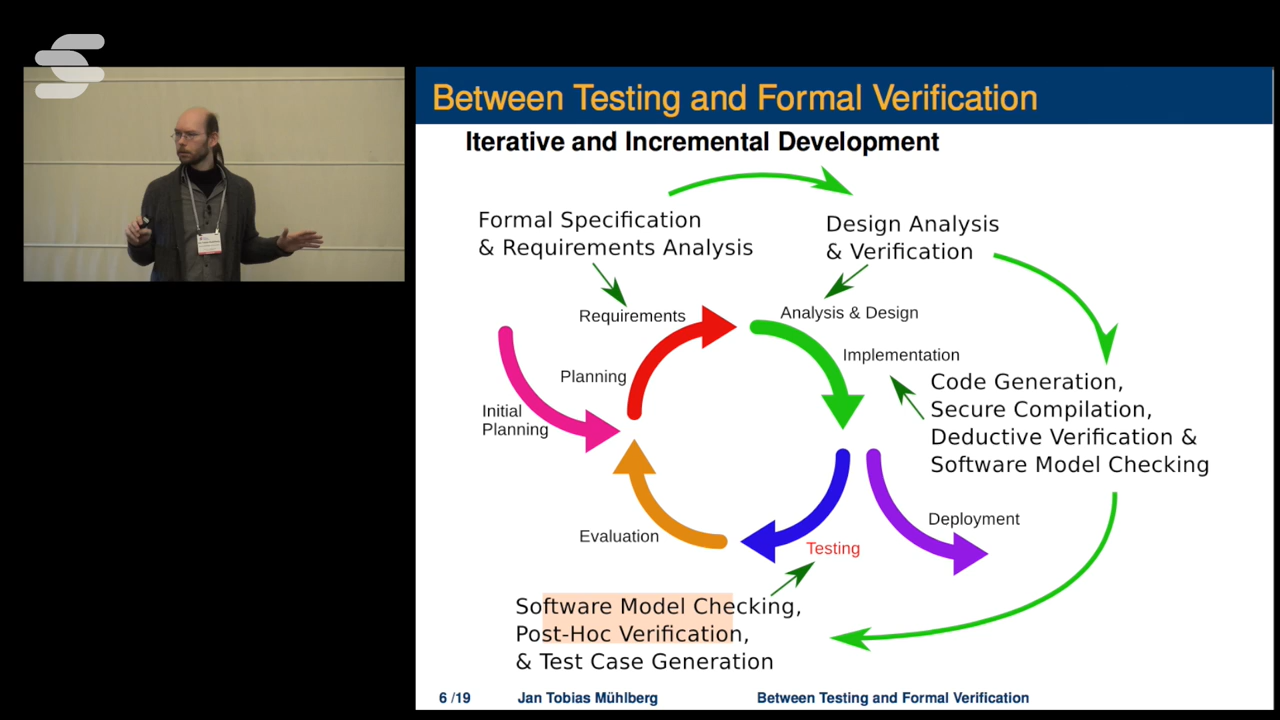 Between Testing and Formal Verification
Iterative and Incremental Development
Formal Specification
& Requirements Analysis
Design Analysis
& Verification
Requirements
Analysis & Design
Implementation
Planning
Code Generation,
Secure Compilation,
Deductive Verification &
Software Model Checking
Initial
Planning
Deployment
Evaluation
Testing
Software Model Checking,
Post-Hoc Verification,
& Test Case Generation
6 /19
Jan Tobias Mühlberg
Between Testing and Formal Verification